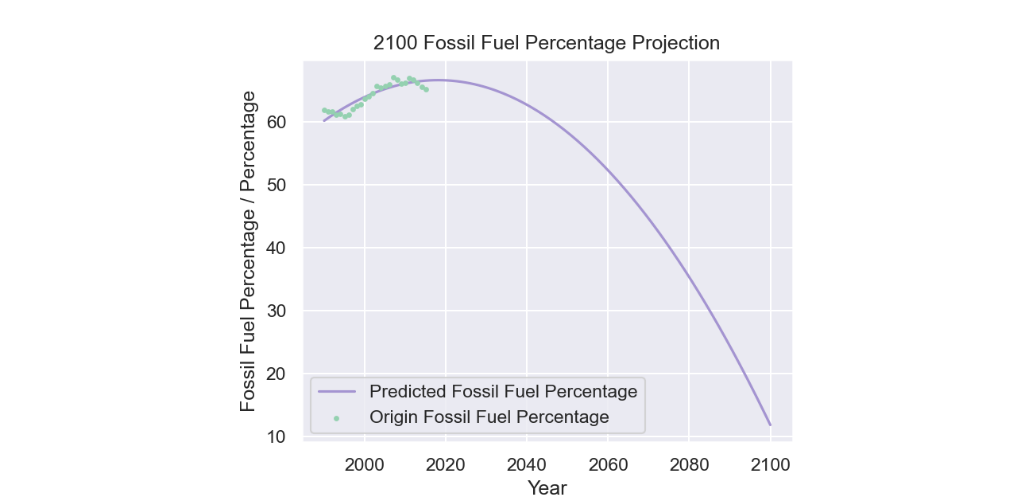 2100 Fossil Fuel Percentage Projection
Fossil Fuel Percentage / Percentage
60
50
40
30
20
10
Predicted Fossil Fuel Percentage
Origin Fossil Fuel Percentage
2000 2020 2040 2060 2080 2100
Year